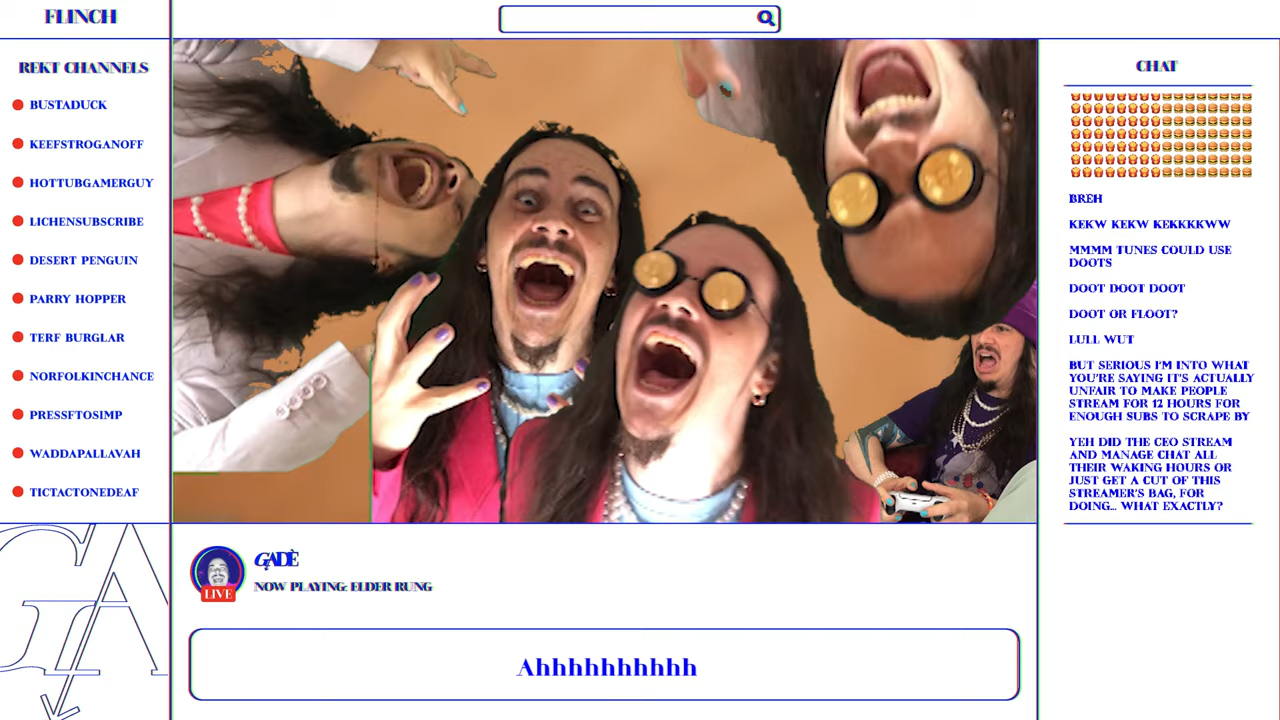 FLINCH
REKT CHANNELS
BUSTADUCK
KEEFSTROGANOFF
HOTTUBGAMERGUY
LICHENSUBSCRIBE
DESERT PENGUIN
PARRY HOPPER
TERF BURGLAR
NORFOLKINCHANCE
PRESSFTOSIMP
WADDAPALLAVAH
TICTACTONEDEAF
GA
GADÈ
LIVE
NOW PLAYING: ELDER RUNG
Ahhhhhhhhhh
CHAT
BREH
KEKW KEKW KEKKKKWW
MMMM TUNES COULD USE
DOOTS
DOOT DOOT DOOT
DOOT OR FLOOT?
LULL WUT
BUT SERIOUS I'M INTO WHAT
YOU'RE SAYING IT'S ACTUALLY
UNFAIR TO MAKE PEOPLE
STREAM FOR 12 HOURS FOR
ENOUGH SUBS TO SCRAPE BY
YEH DID THE CEO STREAM
AND MANAGE CHAT ALL
THEIR WAKING HOURS OR
JUST GET A CUT OF THIS
STREAMER'S BAG, FOR
DOING... WHAT EXACTLY?